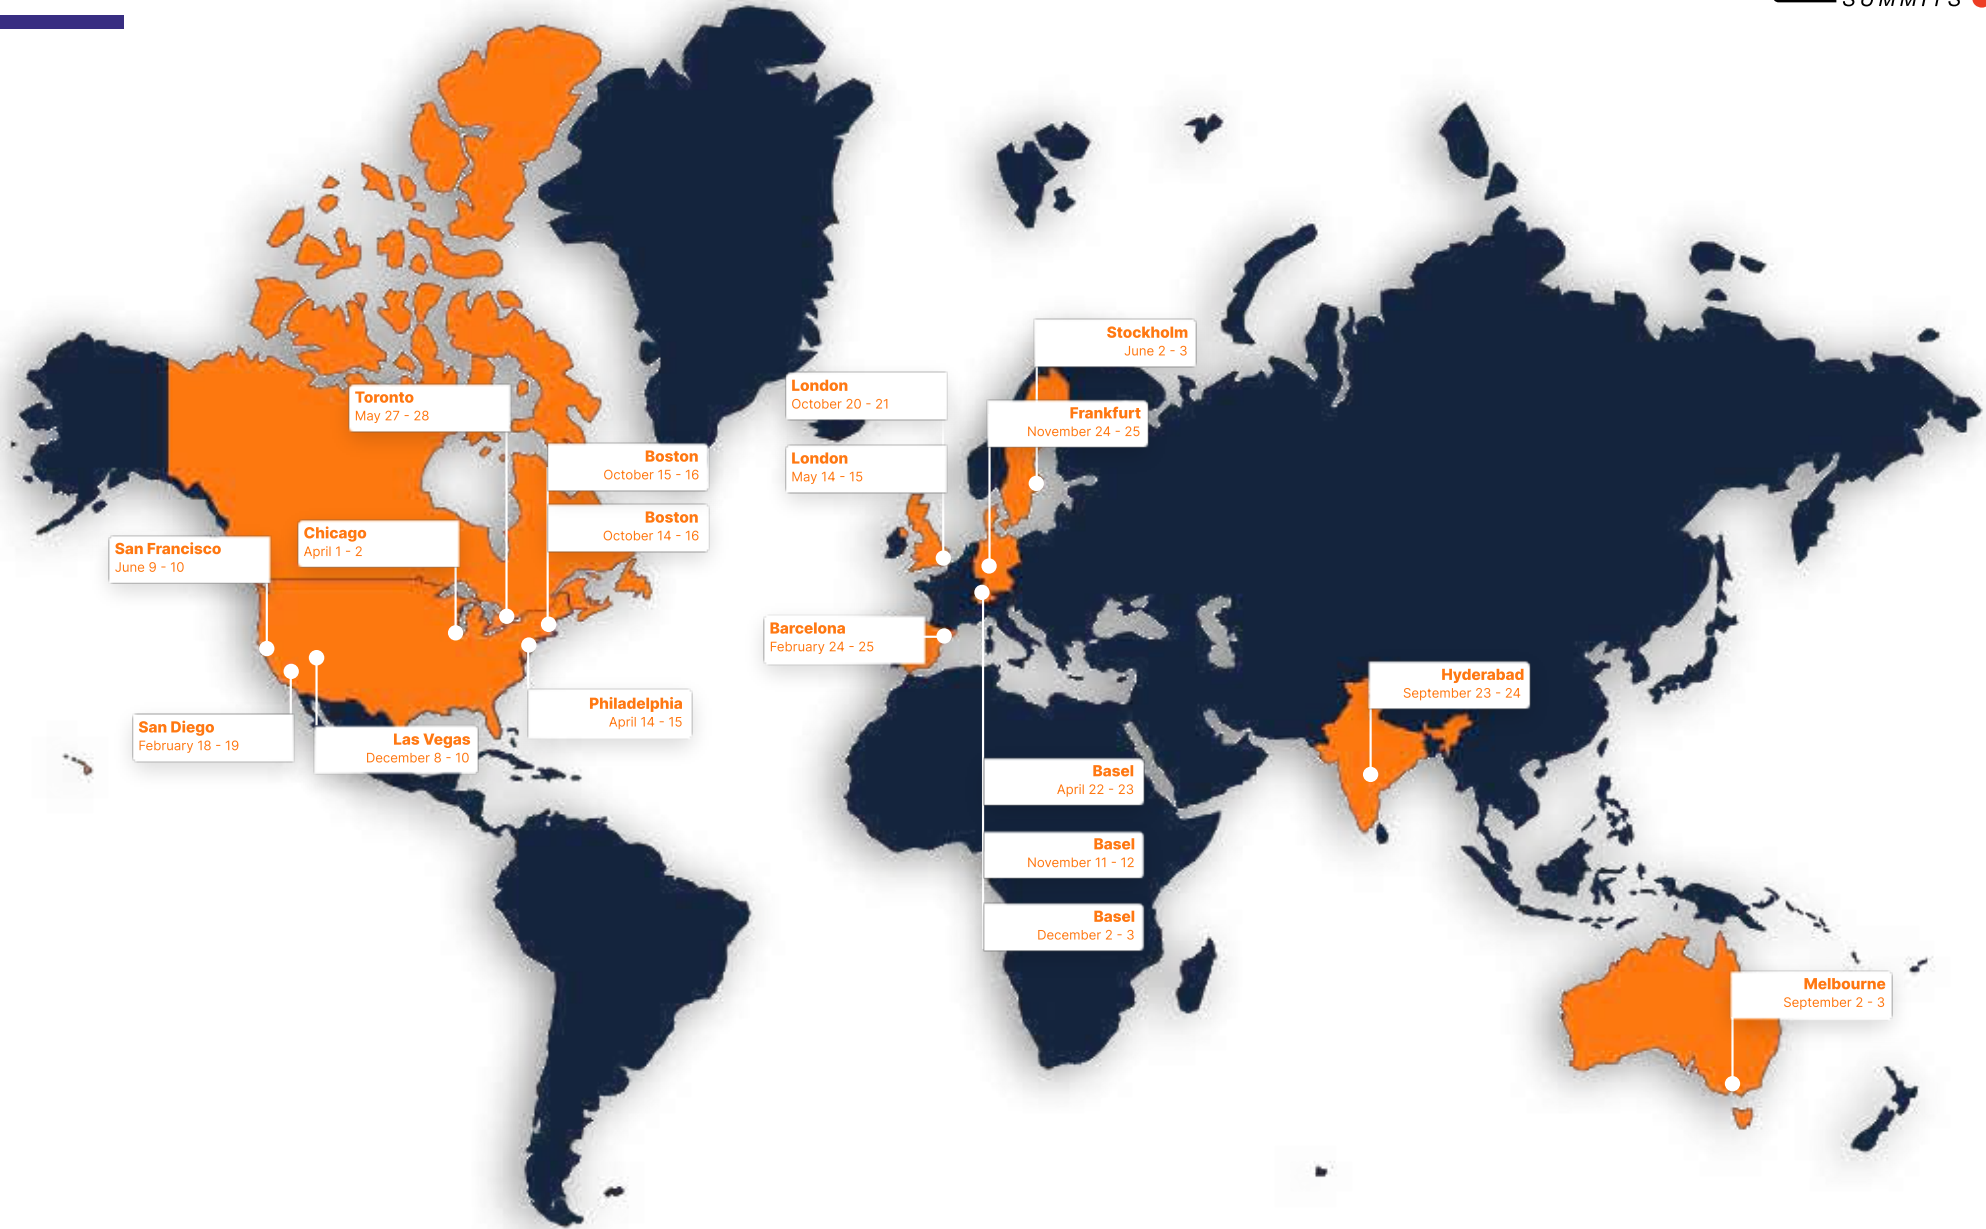 SUMMITS
Stockholm
June 2 - 3
London
October 20 - 21
Toronto
May 27 - 28
Frankfurt
November 24 - 25
Boston
October 15 - 16
London
May 14 - 15
Boston
October 14 - 16
Chicago
April 1 - 2
San Francisco
June 9 - 10
Barcelona
February 24 - 25
Hyderabad
September 23 - 24
Philadelphia
April 14 - 15
San Diego
February 18 - 19
Las Vegas
December 8 - 10
Basel
April 22 - 23
Basel
November 11 - 12
Basel
December 2 - 3
Melbourne
September 2 - 3